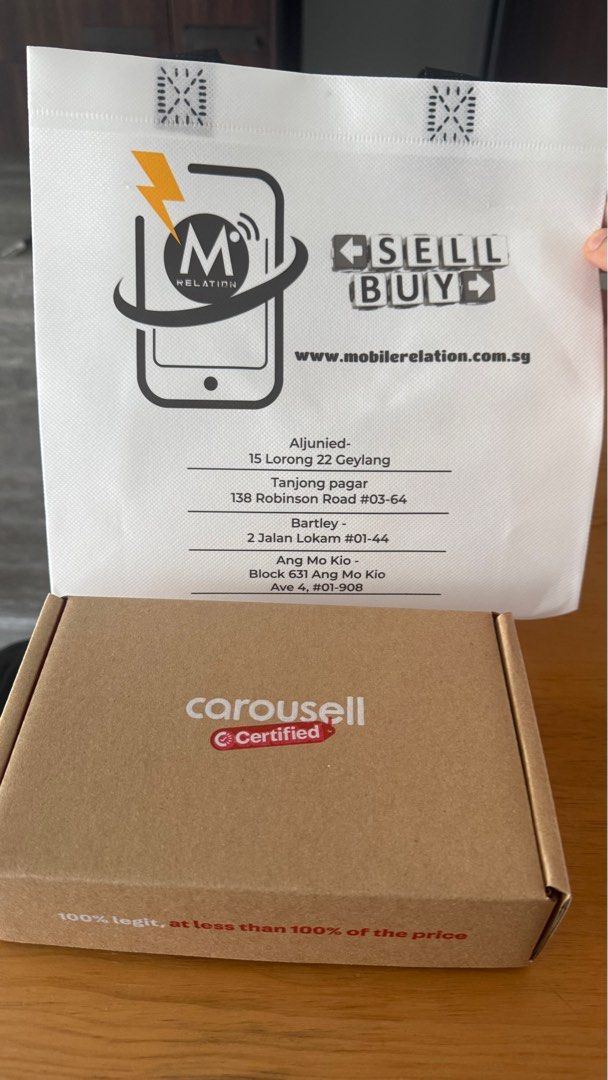 M
RELATION
SELL
BUY
www.mobilerelation.com.sg
Aljunied-
15 Lorong 22 Geylang
Tanjong pagar
138 Robinson Road #03-64
Bartley -
2 Jalan Lokam #01-44
Ang Mo Kio -
Block 631 Ang Mo Kio
Ave 4, #01-908
carousell
Certified
100% legit, at less than 100% of the price